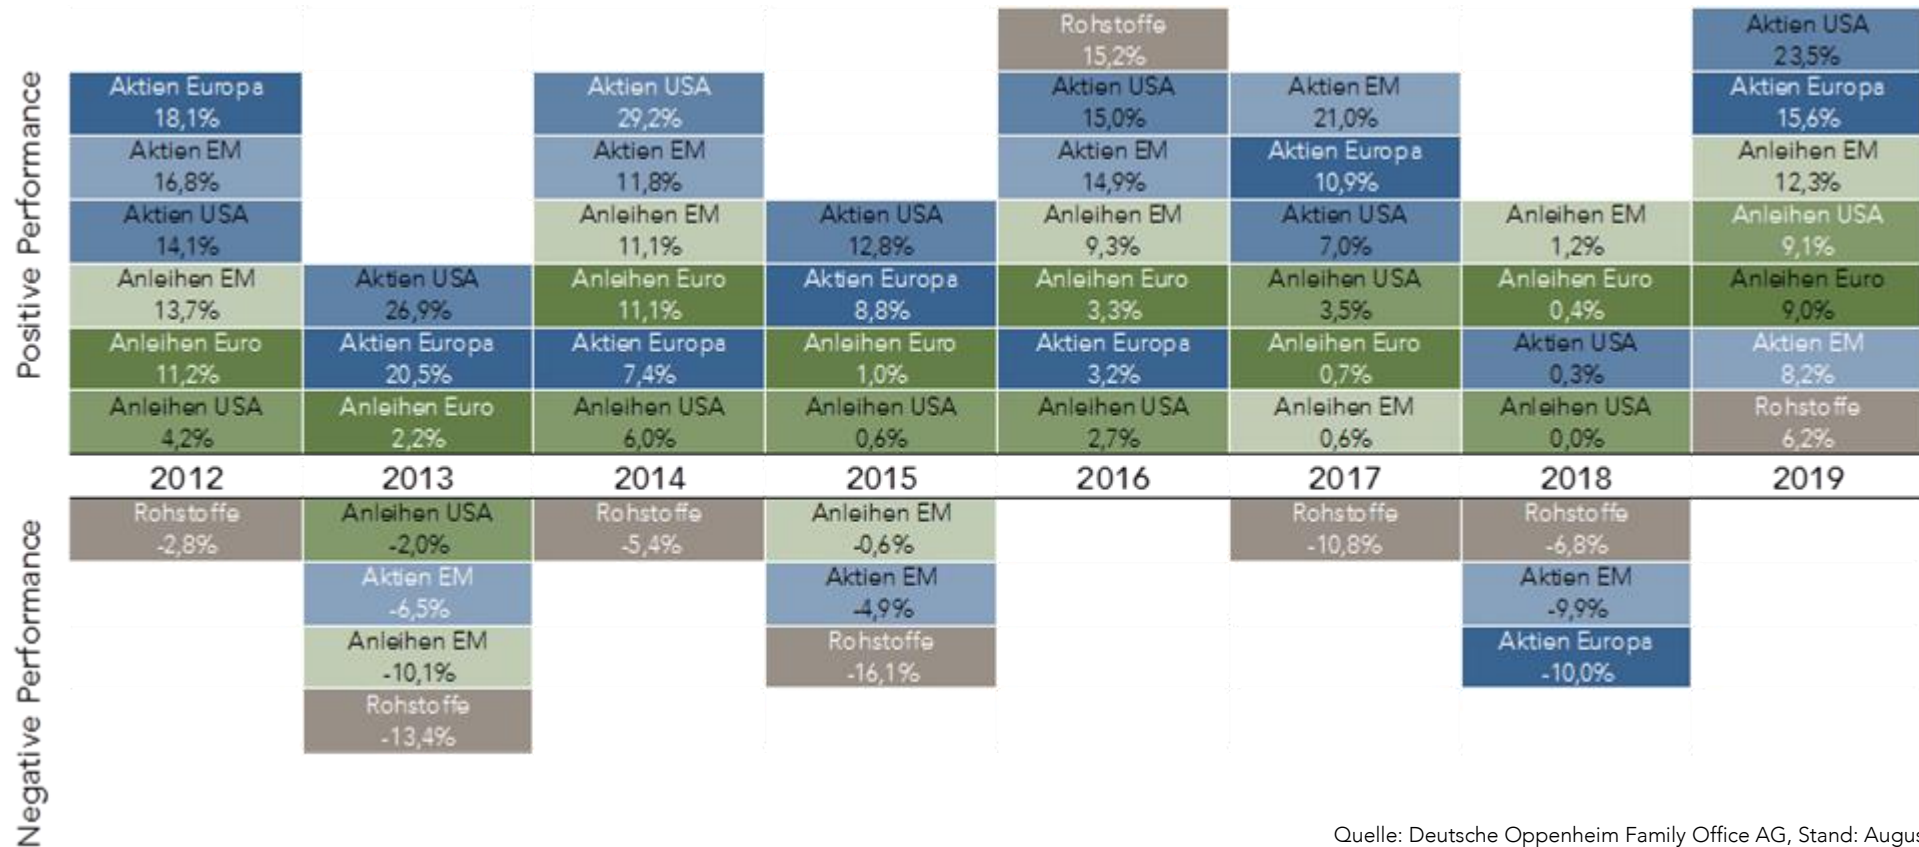 Positive Performance
Rohstoffe
15,2%
Aktien USA
23,5%
Aktien Europa
18,1%
Aktien USA
29,2%
Aktien USA
15,0%
Aktien EM
21,0%
Aktien Europa
15,6%
Aktien EM
16,8%
Aktien EM
11,8%
Aktien EM
14,9%
Aktien Europa
10,9%
Anleihen EM
12,3%
Aktien USA
14,1%
Anleihen EM
11,1%
Aktien USA
12,8%
Anleihen EM
9,3%
Aktien USA
7,0%
Anleihen EM
1,2%
Anleihen USA
9,1%
Anleihen EM
13,7%
Aktien USA
26,9%
Anleihen Euro
11,1%
Aktien Europa
8,8%
Anleihen Euro
3,3%
Anleihen USA
3,5%
Anleihen Euro
0,4%
Anleihen Euro
9,0%
Anleihen Euro
11,2%
Aktien Europa
20,5%
Aktien Europa
7,4%
Anleihen Euro
1,0%
Aktien Europa
3,2%
Anleihen Euro
0,7%
Aktien USA
0,3%
Aktien EM
8,2%
Anleihen USA
4,2%
Anleihen Euro
2,2%
Anleihen USA
6,0%
Anleihen USA
0,6%
Anleihen USA
2,7%
Anleihen EM
0,6%
Anleihen USA
0,0%
Rohstoffe
6,2%
2012 2013 2014 2015 2016 2017 2018 2019
Negative Performance
Rohstoffe
-2,8%
Anleihen USA
-2,0%
Rohstoffe
-5,4%
Anleihen EM
-0,6%
Rohstoffe
-10,8%
Rohstoffe
-6,8%
Aktien EM
-6,5%
Aktien EM
-4,9%
Aktien EM
-9,9%
Anleihen EM
-10,1%
Rohstoffe
-16,1%
Aktien Europa
-10,0%
Rohstoffe
-13,4%
Quelle: Deutsche Oppenheim Family Office AG, Stand: Augus